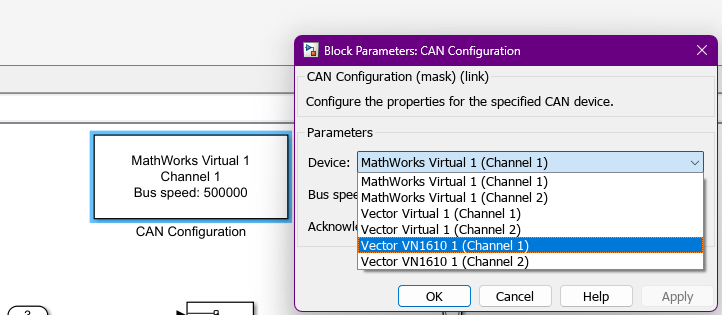 Block Parameters: CAN Configuration
CAN Configuration (mask) (link)
Configure the properties for the specified CAN device.
Parameters
Device: MathWorks Virtual 1 (Channel 1)
MathWorks Virtual 1 (Channel 1)
MathWorks Virtual 1 (Channel 2)
Vector Virtual 1 (Channel 1)
Vector Virtual 1 (Channel 2)
Vector VN1610 1 (Channel 1)
Vector VN1610 1 (Channel 2)
Bus spee
Acknowle
OK Cancel Help Apply
MathWorks Virtual 1
Channel 1
Bus speed: 500000
CAN Configuration